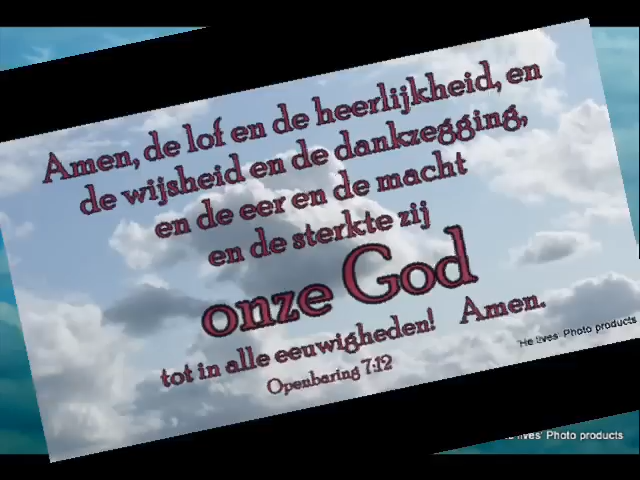 Amen, de lof en de heerlijkheid, en
de wijsheid en de dankzegging,
en de eer en de macht
en de sterkte zij
onze God
tot in alle eeuwigheden! Amen.
Openbaring 7:12
'He lives' Photo products
lives' Photo products